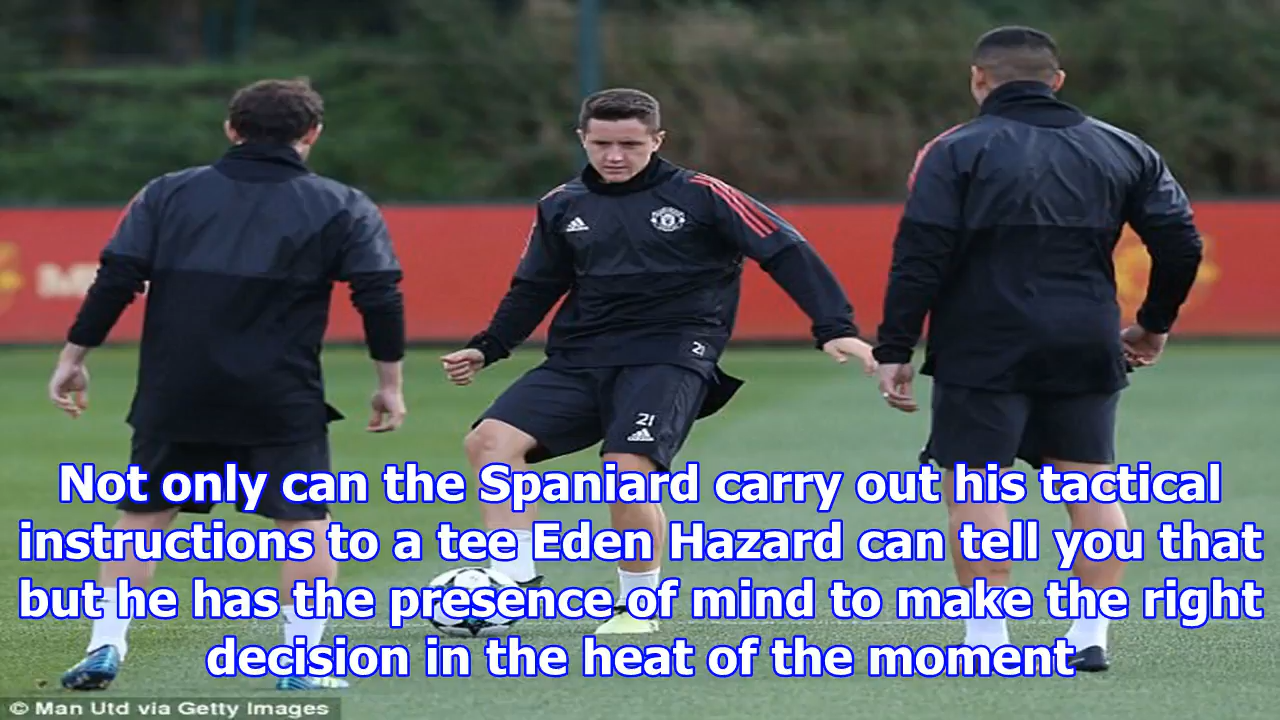 21
21
Not only can the Spaniard carry out his tactical
instructions to a tee Eden Hazard can tell you that
but he has the presence of mind to make the right
decision in the heat of the moment
© Man Utd via Getty Images